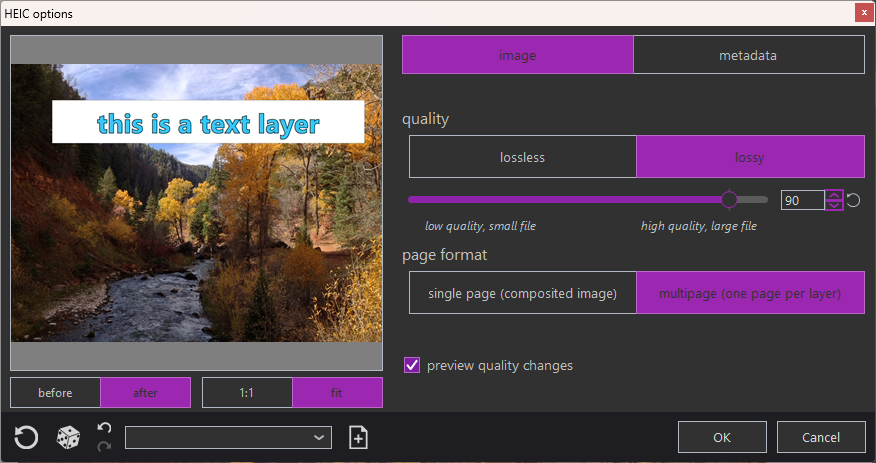 HEIC options
x
image
metadata
this is a text layer
quality
lossless
lossy
90
low quality, small file
high quality, large file
page format
single page (composited image)
multipage (one page per layer)
preview quality changes
before
after
1:1
fit
OK
Cancel